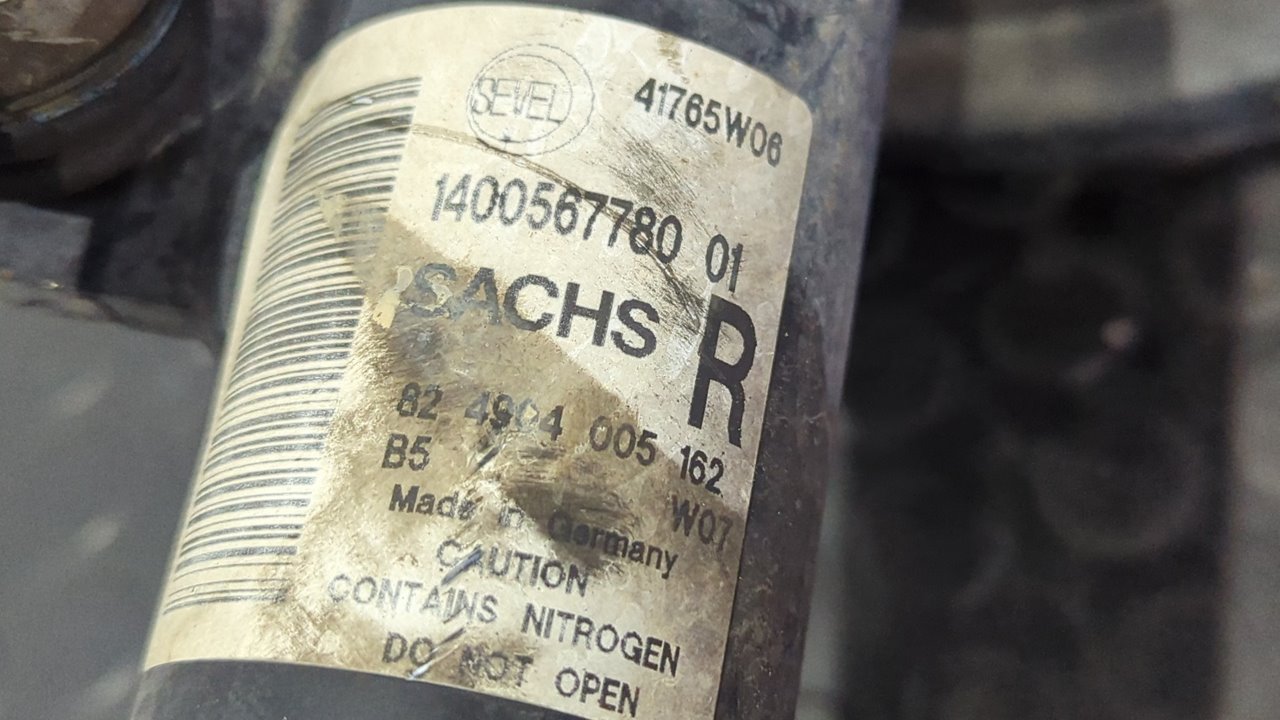 SEVEL
41765W06
1400567780 01
SACHS
R
82 4904 005 162
B5
W07
Made in Germany
CAUTION
CONTAINS NITROGEN
DO NOT OPEN